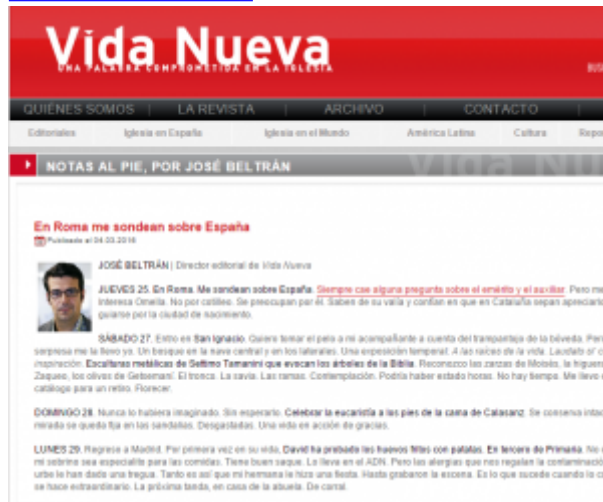 Vida Nueva
UNA PALABRA COMPROMETIDA EN LA IGLESIA
QUIÉNES SOMOS | LA REVISTA | ARCHIVO | CONTACTO |
Editoriales Iglesia en España Iglesia en el Mundo América Latina Cultura Repo
NOTAS AL PIE, POR JOSÉ BELTRÁN
En Roma me sondean sobre España
Publicado el 04.03.2016
JOSÉ BELTRÁN | Director editorial de Vida Nueva
JUEVES 25. En Roma. Me sondean sobre España. Siempre cae alguna pregunta sobre el emérito y el auxiliar. Pero me
interesa Omella. No por cotilleo. Se preocupan por él. Saben de su valía y confían en que en Cataluña sepan apreciarlo
guiarse por la ciudad de nacimiento.
SÁBADO 27. Entro en San Ignacio. Quiero tomar el pelo a mi acompañante a cuenta del trampantojo de la bóveda. Pero
sorpresa me la llevo yo. Un bosque en la nave central y en los laterales. Una exposición temporal. A las raíces de la vida. Laudato si' c
inspiración. Esculturas metálicas de Settimo Tamanini que evocan los árboles de la Biblia. Reconozco las zarzas de Moisés, la higuera
Zaqueo, los olivos de Getsemaní. El tronco. La savia. Las ramas. Contemplación. Podría haber estado horas. No hay tiempo. Me llevo
catálogo para un retiro. Florecer.
DOMINGO 28. Nunca lo hubiera imaginado. Sin esperarlo. Celebrar la eucaristía a los pies de la cama de Calasanz. Se conserva intac
mirada se queda fija en las sandalias. Desgastadas. Una vida en acción de gracias.
LUNES 29. Regreso a Madrid. Por primera vez en su vida, David ha probado los huevos fritos con patatas. En tercero de Primaria. No
mi sobrino sea especialito para las comidas. Tiene buen saque. Lo lleva en el ADN. Pero las alergias que nos regalan la contaminació
urbe le han dado una tregua. Tanto es así que mi hermana le hizo una fiesta. Hasta grabaron la escena. Es lo que sucede cuando lo c
se hace extraordinario. La próxima tanda, en casa de la abuela. De corral.